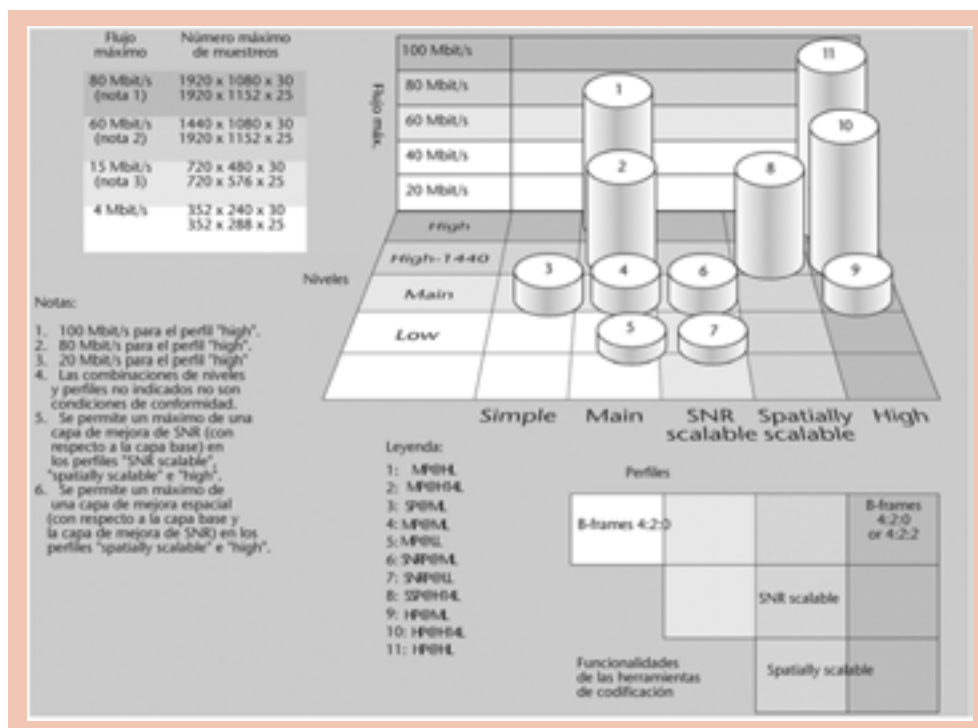 Flujo máximo
Número máximo de muestreos
80 Mbit/s (nota 1)
1920 x 1080 x 30
1920 x 1152 x 25
60 Mbit/s (nota 2)
1440 x 1080 x 30
1920 x 1152 x 25
15 Mbit/s (nota 3)
720 x 480 x 30
720 x 576 x 25
4 Mbit/s
352 x 240 x 30
352 x 288 x 25
Notas:
1. 100 Mbit/s para el perfil "high".
2. 80 Mbit/s para el perfil "high".
3. 20 Mbit/s para el perfil "high"
4. Las combinaciones de niveles
y perfiles no indicados no son
condiciones de conformidad.
5. Se permite un máximo de una
capa de mejora de SNR (con
respecto a la capa base) en
los perfiles "SNR scalable",
"spatially scalable" e "high".
6. Se permite un máximo de
una capa de mejora espacial
(con respecto a la capa base y
la capa de mejora de SNR) en los
perfiles "spatially scalable" e "high".
Flujo máx.
100 Mbit/s
80 Mbit/s
60 Mbit/s
40 Mbit/s
20 Mbit/s
Niveles
High
High-1440
Main
Low
11
1
10
2
8
3
4
6
9
5
7
Simple
Main
SNR scalable
Spatially scalable
High
Perfiles
Leyenda:
1: MP@HL
2: MP@H14L
3: SP@ML
4: MP@ML
5: MP@LL
6: SNRP@ML
7: SNRP@LL
8: SSP@H14L
9: HP@ML
10: HP@H14L
11: HP@HL
B-frames 4:2:0
B-frames
4:2:0
or 4:2:2
SNR scalable
Spatially scalable
Funcionalidades
de las herramientas
de codificación